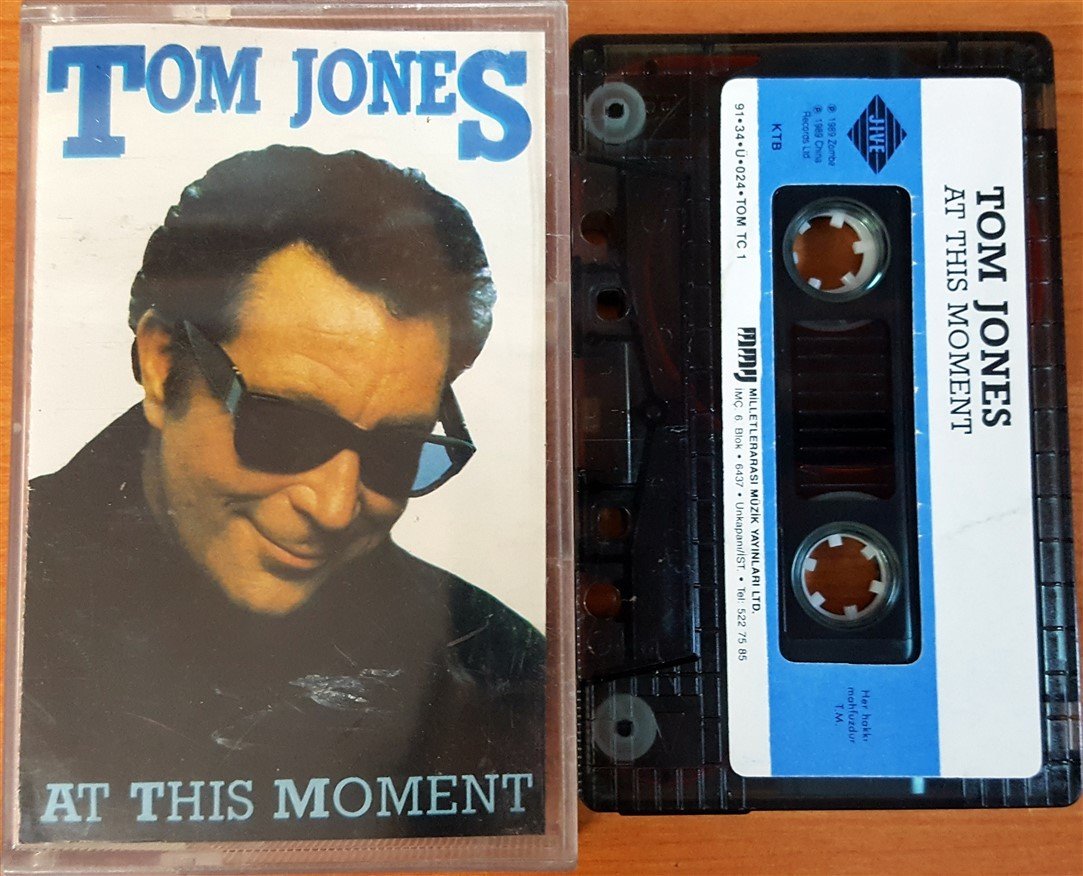 TOM JONES
AT THIS MOMENT
JIVE
℗ 1989 Zomba
℗ 1989 China
Records Ltd.
KTB
91•34•Ü•024•TOM TC 1
TOM JONES
AT THIS MOMENT
MMY MİLLETLERARASI MÜZİK YAYINLARI LTD.
İMÇ. 6 Blok • 6437 • Unkapanı/İST. • Tel: 522 75 85
Her hakkı
mahfuzdur
T.M.